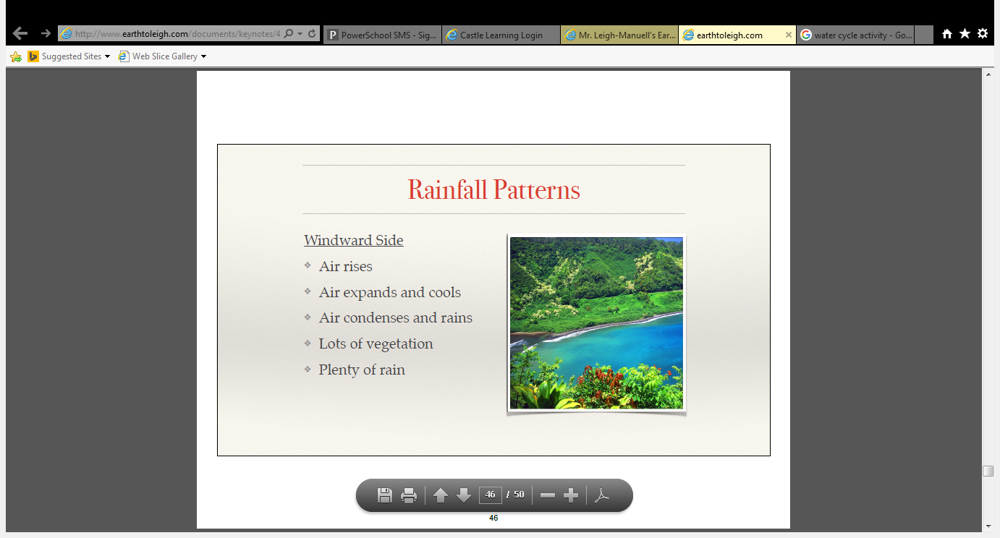 http://www.earthtoleigh.com/documents/keynotes/4
PowerSchool SMS - Sig...
Castle Learning Login
Mr. Leigh-Manuell's Ear...
earthtoleigh.com
water cycle activity - Go...
Suggested Sites
Web Slice Gallery
Rainfall Patterns
Windward Side
Air rises
Air expands and cools
Air condenses and rains
Lots of vegetation
Plenty of rain
46 / 50
46